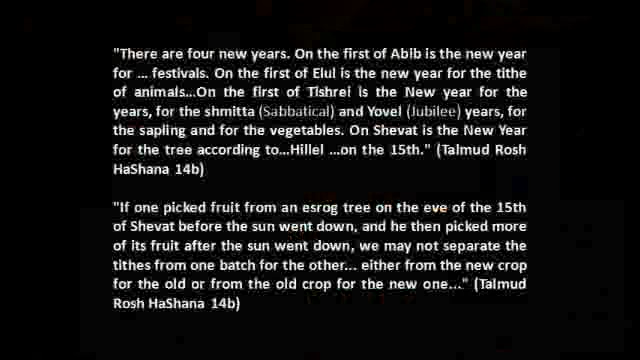 "There are four new years. On the first of Abib is the new year
for … festivals. On the first of Elul is the new year for the tithe
of animals…On the first of Tishrei is the New year for the
years, for the shmitta (Sabbatical) and Yovel (Jubilee) years, for
the sapling and for the vegetables. On Shevat is the New Year
for the tree according to…Hillel …on the 15th." (Talmud Rosh
HaShana 14b)
"If one picked fruit from an esrog tree on the eve of the 15th
of Shevat before the sun went down, and he then picked more
of its fruit after the sun went down, we may not separate the
tithes from one batch for the other… either from the new crop
for the old or from the old crop for the new one…" (Talmud
Rosh HaShana 14b)